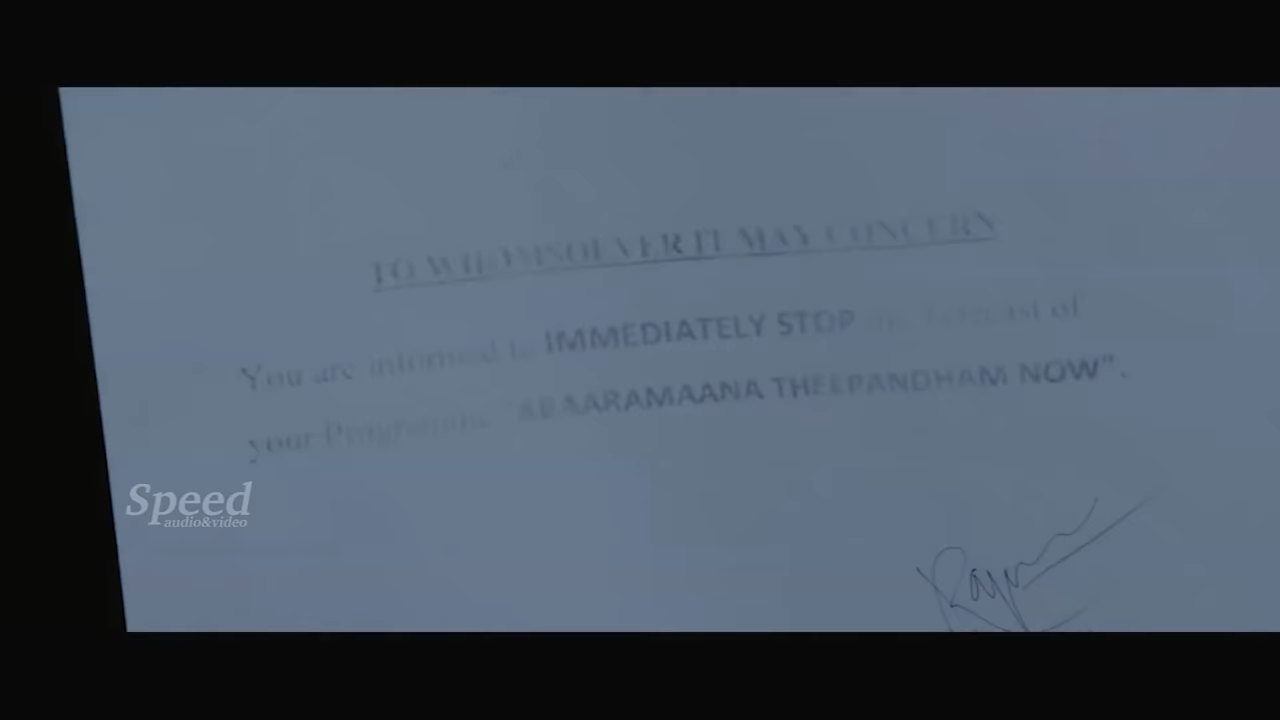 TO WHOMSOEVER IT MAY CONCERN
You are informed to IMMEDIATELY STOP the telecast of
your Programme "ABAARAMAANA THEEPANDHAM NOW".
Speed
audio&video